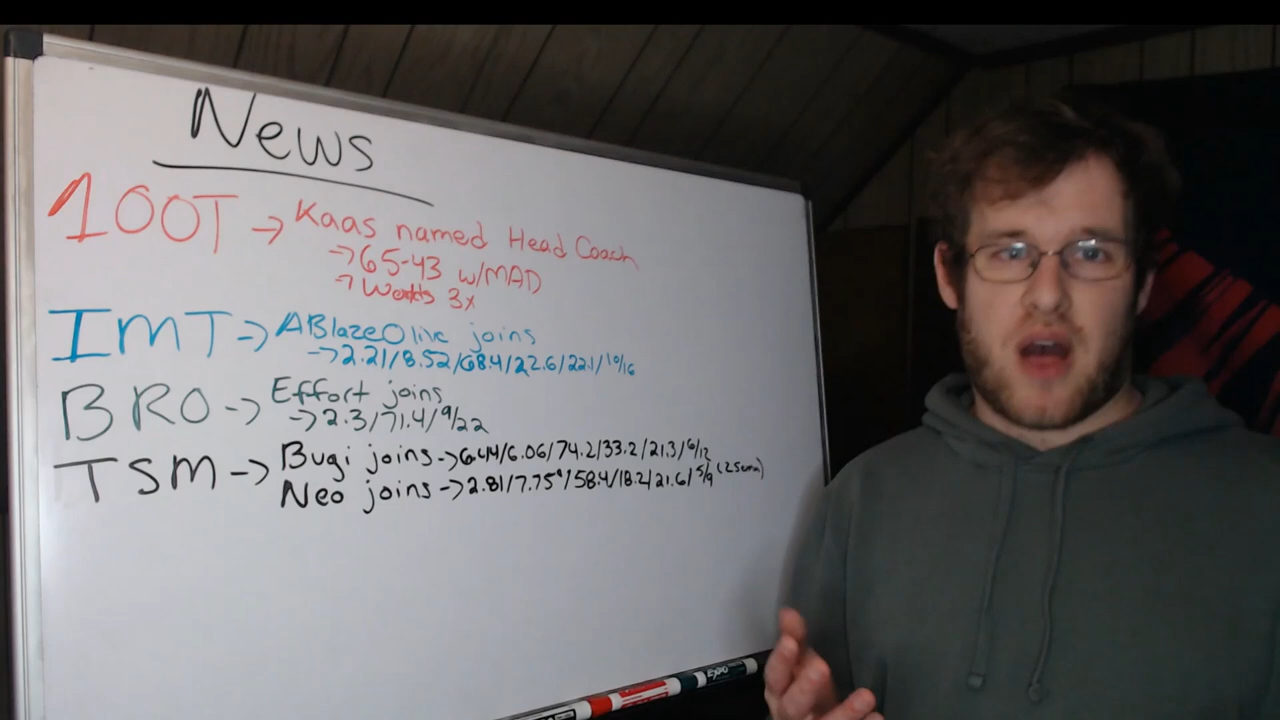 News
100T → Kaas named Head Coach
→ 65-43 w/MAD
→ Worlds 3x
IMT → ABlazeOlive joins
→ 2.21/8.52/68.4/22.6/22.1/10/16
BRO → Effort joins
→ 2.3/71.4/9/22
TSM → Bugi joins → 6.44/6.06/74.2/33.2/21.3/6/12
Neo joins → 2.81/7.75*/58.4/18.2/21.6/5/9
EXPO